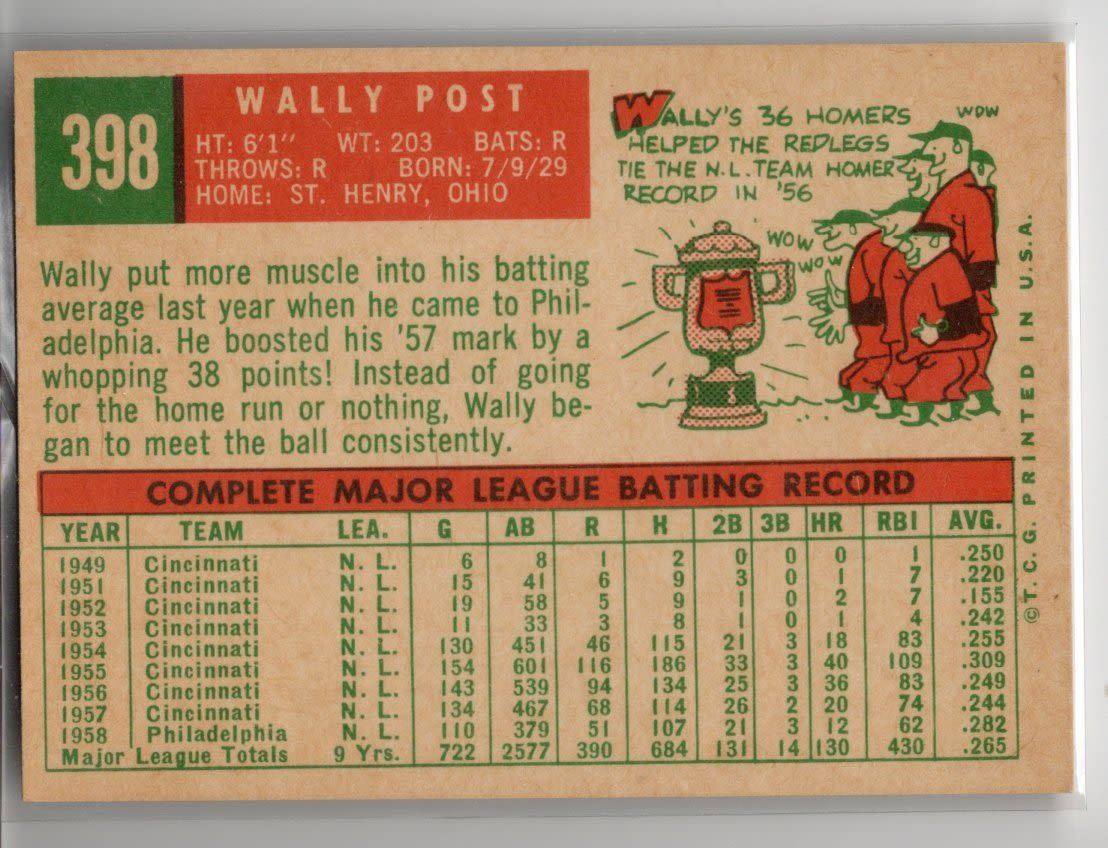 398
WALLY POST
HT: 6'1" WT: 203 BATS: R
THROWS: R BORN: 7/9/29
HOME: ST. HENRY, OHIO
WALLY'S 36 HOMERS
HELPED THE REDLEGS
TIE THE N.L. TEAM HOMER
RECORD IN '56
WOW
WOW
WOW
Wally put more muscle into his batting
average last year when he came to Phil-
adelphia. He boosted his '57 mark by a
whopping 38 points! Instead of going
for the home run or nothing, Wally be-
gan to meet the ball consistently.
COMPLETE MAJOR LEAGUE BATTING RECORD
YEAR TEAM LEA. G AB R H 2B 3B HR RBI AVG.
1949 Cincinnati N. L. 6 8 1 2 0 0 0 1 .250
1951 Cincinnati N. L. 15 41 6 9 3 0 1 7 .220
1952 Cincinnati N. L. 19 58 5 9 1 0 2 7 .155
1953 Cincinnati N. L. 11 33 3 8 1 0 1 4 .242
1954 Cincinnati N. L. 130 451 46 115 21 3 18 83 .255
1955 Cincinnati N. L. 154 601 116 186 33 3 40 109 .309
1956 Cincinnati N. L. 143 539 94 134 25 3 36 83 .249
1957 Cincinnati N. L. 134 467 68 114 26 2 20 74 .244
1958 Philadelphia N. L. 110 379 51 107 21 3 12 62 .282
Major League Totals 9 Yrs. 722 2577 390 684 131 14 130 430 .265
©T. C. G. PRINTED IN U.S.A.